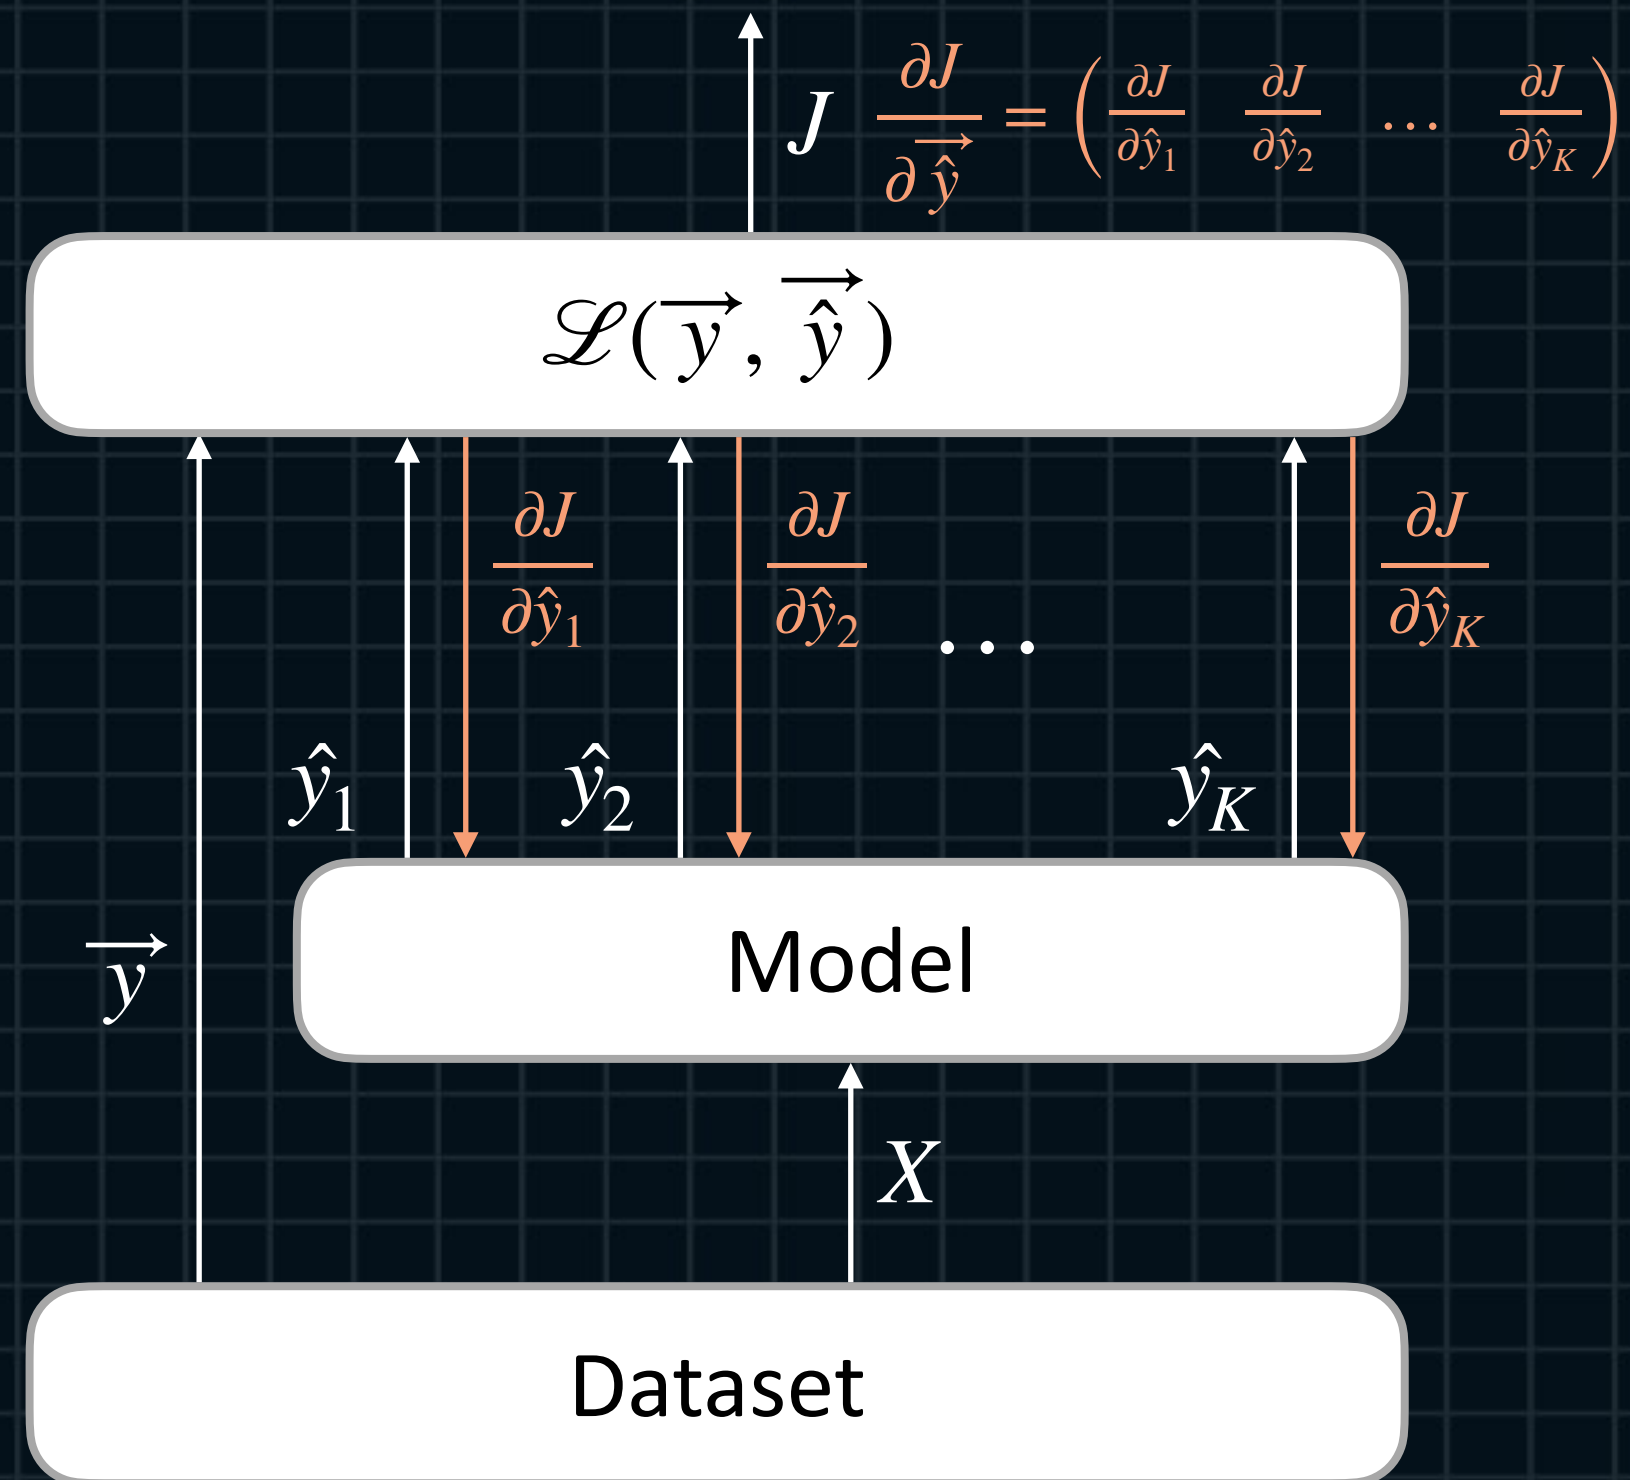 J ∂J/∂ŷ⃗ = (∂J/∂ŷ₁ ∂J/∂ŷ₂ … ∂J/∂ŷ_K)
ℒ(y⃗, ŷ⃗)
∂J/∂ŷ₁ ∂J/∂ŷ₂ … ∂J/∂ŷ_K
ŷ₁ ŷ₂ ŷ_K
y⃗
Model
X
Dataset